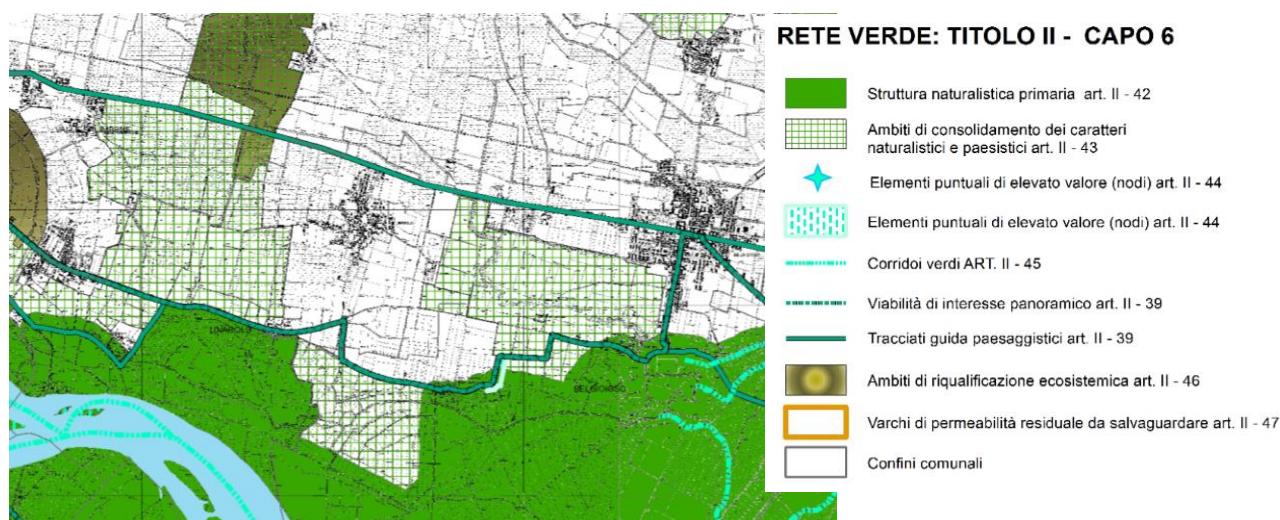 RETE VERDE: TITOLO II - CAPO 6
Struttura naturalistica primaria art. II - 42
Ambiti di consolidamento dei caratteri
naturalistici e paesistici art. II - 43
Elementi puntuali di elevato valore (nodi) art. II - 44
Elementi puntuali di elevato valore (nodi) art. II - 44
Corridoi verdi ART. II - 45
Viabilità di interesse panoramico art. II - 39
Tracciati guida paesaggistici art. II - 39
Ambiti di riqualificazione ecosistemica art. II - 46
Varchi di permeabilità residuale da salvaguardare art. II - 47
Confini comunali
LINAROLO
BELGIOIOSO